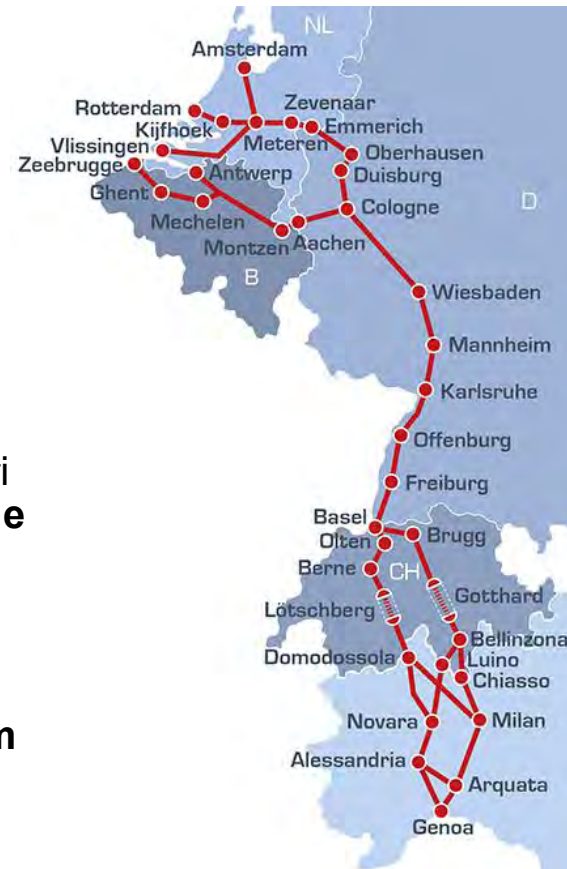 NL
Amsterdam
Rotterdam
Zevenaar
Kijfhoek
Emmerich
Vlissingen
Meteren
Oberhausen
Zeebrugge
Antwerp
Duisburg
Ghent
D
Cologne
Mechelen
Aachen
Montzen
B
Wiesbaden
Mannheim
Karlsruhe
Offenburg
i
Freiburg
e
Basel
Brugg
Olten
Berne
CH
Gotthard
Lötschberg
Bellinzona
Domodossola
Luino
Chiasso
Novara
Milan
Alessandria
Arquata
Genoa